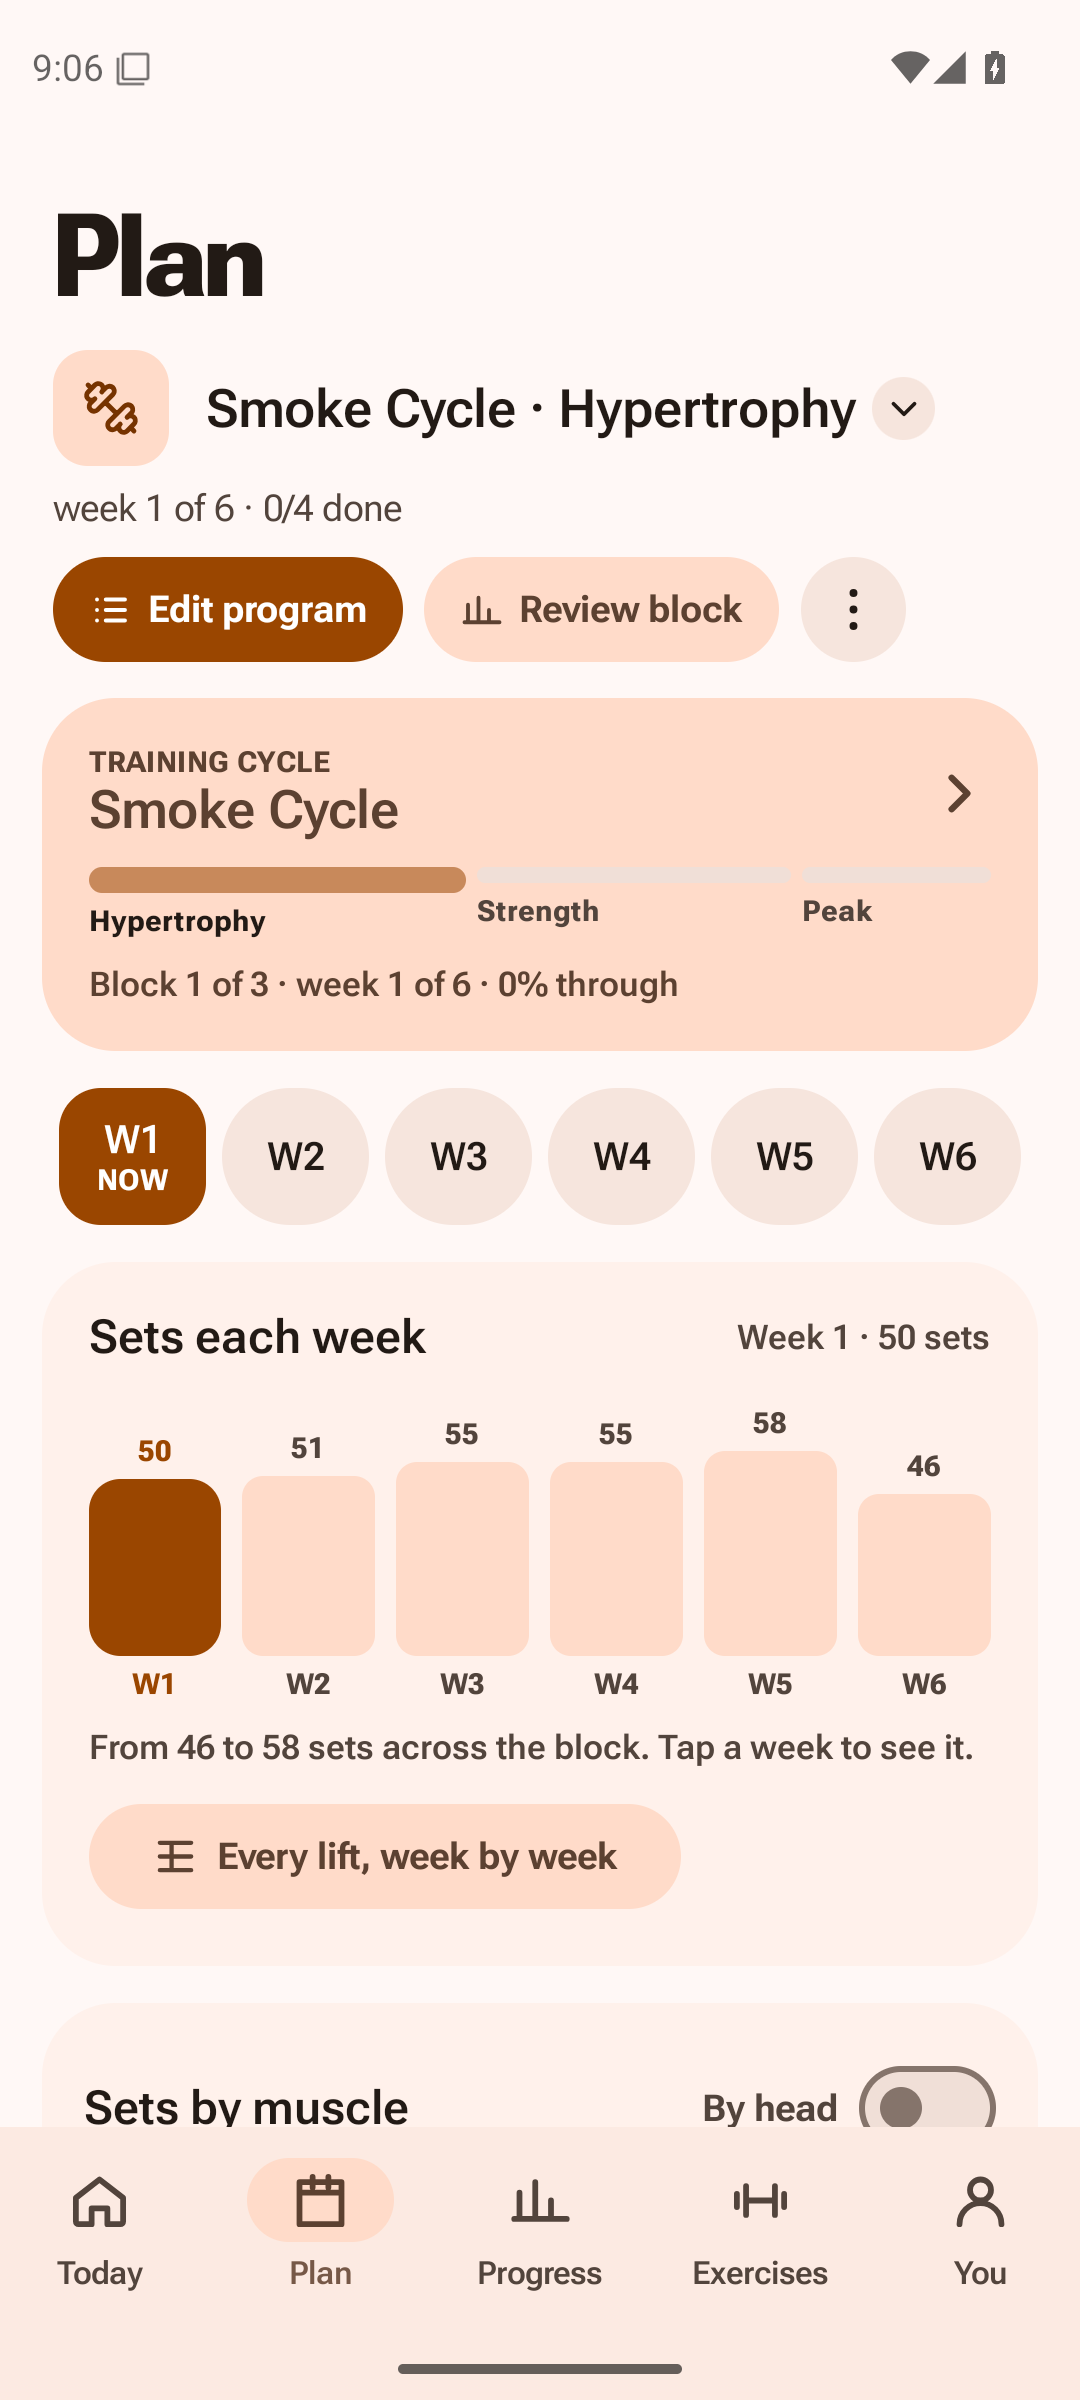 9:06
Plan
Smoke Cycle · Hypertrophy
week 1 of 6 · 0/4 done
Edit program
Review block
TRAINING CYCLE
Smoke Cycle
Hypertrophy
Strength
Peak
Block 1 of 3 · week 1 of 6 · 0% through
W1
NOW
W2
W3
W4
W5
W6
Sets each week
Week 1 · 50 sets
50
51
55
55
58
46
W1
W2
W3
W4
W5
W6
From 46 to 58 sets across the block. Tap a week to see it.
Every lift, week by week
Sets by muscle
By head
Today
Plan
Progress
Exercises
You